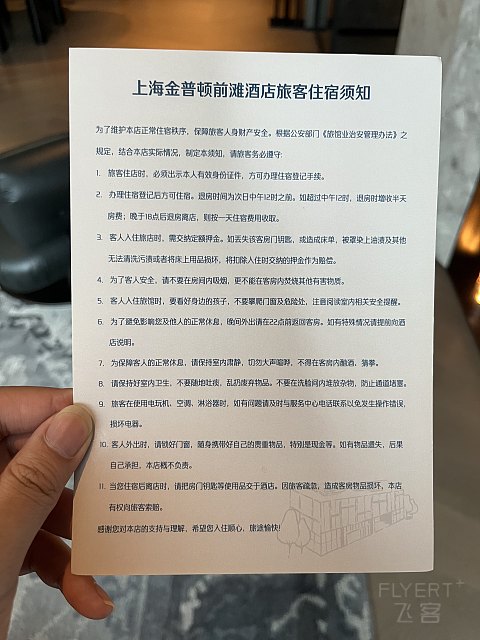 上海金普顿前滩酒店旅客住宿须知
为了维护本店正常住宿秩序，保障旅客人身财产安全。根据公安部门《旅馆业治安管理办法》之
规定，结合本店实际情况，制定本须知，请旅客务必遵守:
1. 旅客住店时，必须出示本人有效身份证件，方可办理住宿登记手续。
2. 办理住宿登记后方可住宿。退房时间为次日中午12时之前。如超过中午12时，退房时增收半天
房费；晚于18点后退房离店，则按一天住宿费用收取。
3. 客人入住旅店时，需交纳定额押金。如丢失该客房门钥匙，或造成床单，被罩染上油渍及其他
无法清洗污渍或者将床上用品损坏，将扣除入住时交纳的押金作为赔偿。
4. 为了客人安全，请不要在房间内吸烟，更不能在客房内焚烧其他有害物质。
5. 客人入住旅馆时，要看好身边的孩子，不要攀爬门窗及危险处，注意阅读室内相关安全提醒。
6. 为了避免影响您及他人的正常休息，晚间外出请在22点前返回客房。如有特殊情况请提前向酒
店说明。
7. 为保障客人的正常休息，请保持室内肃静，切勿大声喧哗，不得在客房内酗酒、猜拳。
8. 请保持好室内卫生，不要随地吐痰，乱扔废弃物品。不要在洗脸间内堆放杂物，防止通道堵塞。
9. 旅客在使用电玩机、空调、淋浴器时，如有问题请及时与服务中心电话联系以免发生操作错误，
损坏电器。
10. 客人外出时，请锁好门窗，随身携带好自己的贵重物品，特别是现金等。如有物品遗失，后果
自己承担，本店概不负责。
11. 当您住宿后离店时，请把房门钥匙等使用品交于酒店。因旅客疏忽，造成客房物品损坏，本店
有权向旅客索赔。
感谢您对本店的支持与理解、希望您入住顺心，旅途愉快!
FLYERT+
飞客